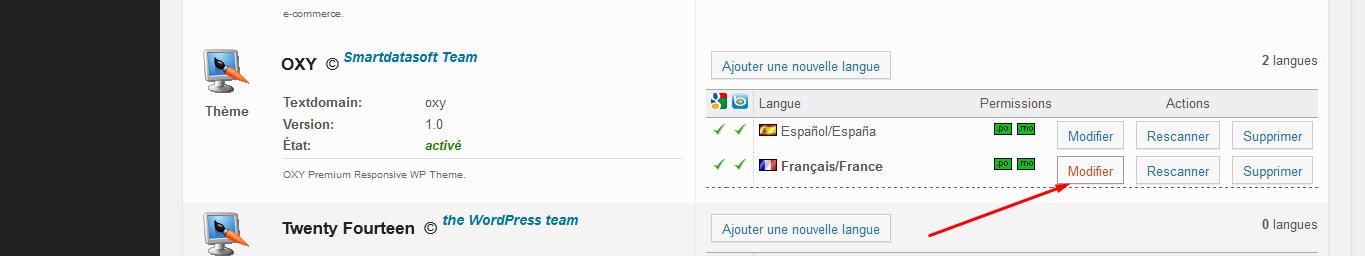 e-commerce.
OXY © Smartdatasoft Team
Thème
Textdomain: oxy
Version: 1.0
État: activé
OXY Premium Responsive WP Theme.
Ajouter une nouvelle langue
2 langues
Langue Permissions Actions
Español/España .po .mo Modifier Rescanner Supprimer
Français/France .po .mo Modifier Rescanner Supprimer
Twenty Fourteen © the WordPress team
Ajouter une nouvelle langue
0 langues